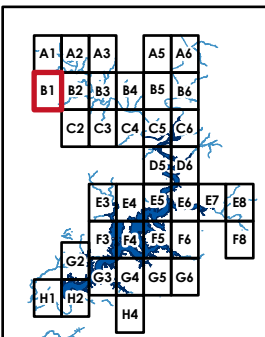 A1 A2 A3 A5 A6
B1 B2 B3 B4 B5 B6
C2 C3 C4 C5 C6
D5 D6
E3 E4 E5 E6 E7 E8
F3 F4 F5 F6 F8
G2 G3 G4 G5 G6
H1 H2 H4